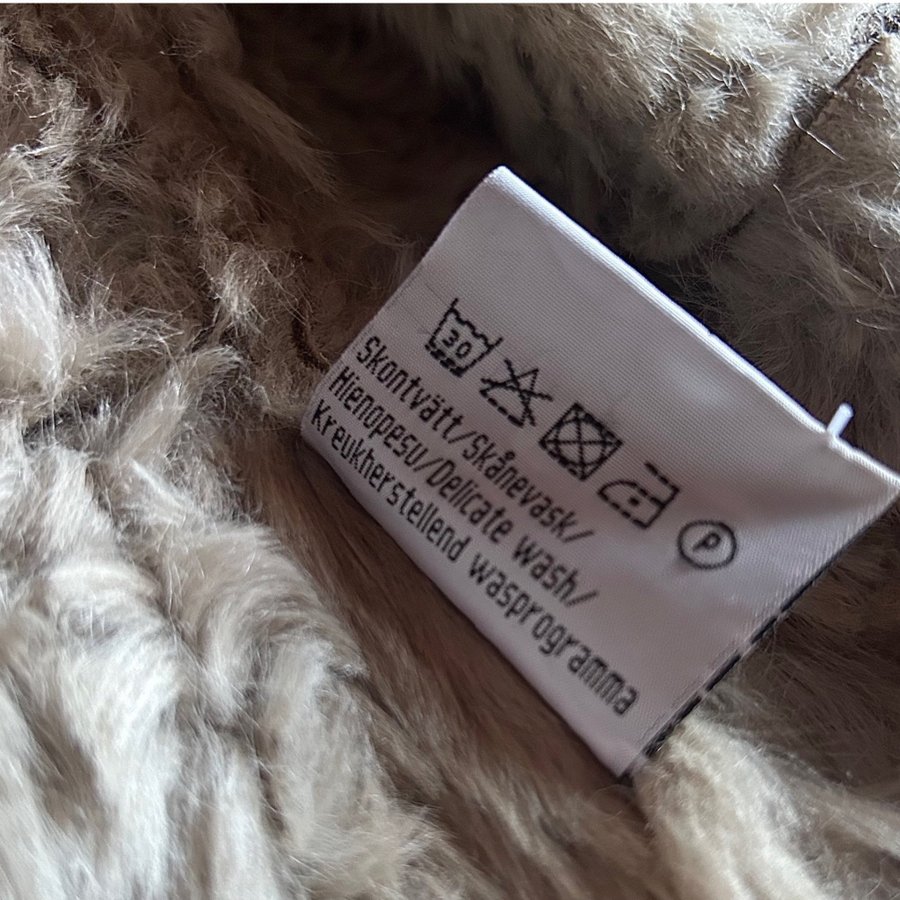 30
P
Skontvätt/Skånevask/
Hienopesu/Delicate wash/
Kreukherstellend wasprogramma